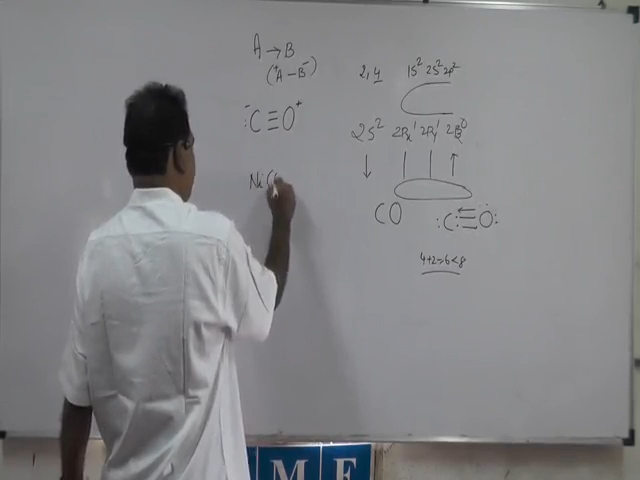 A → B
(⁺A – B⁻)
⁻:C ≡ O⁺
Ni(
2,4 1S² 2S² 2P²
2S² 2Px¹ 2Py¹ 2Pz⁰
CO :C: ≡ O:
4+2=6<8
M E